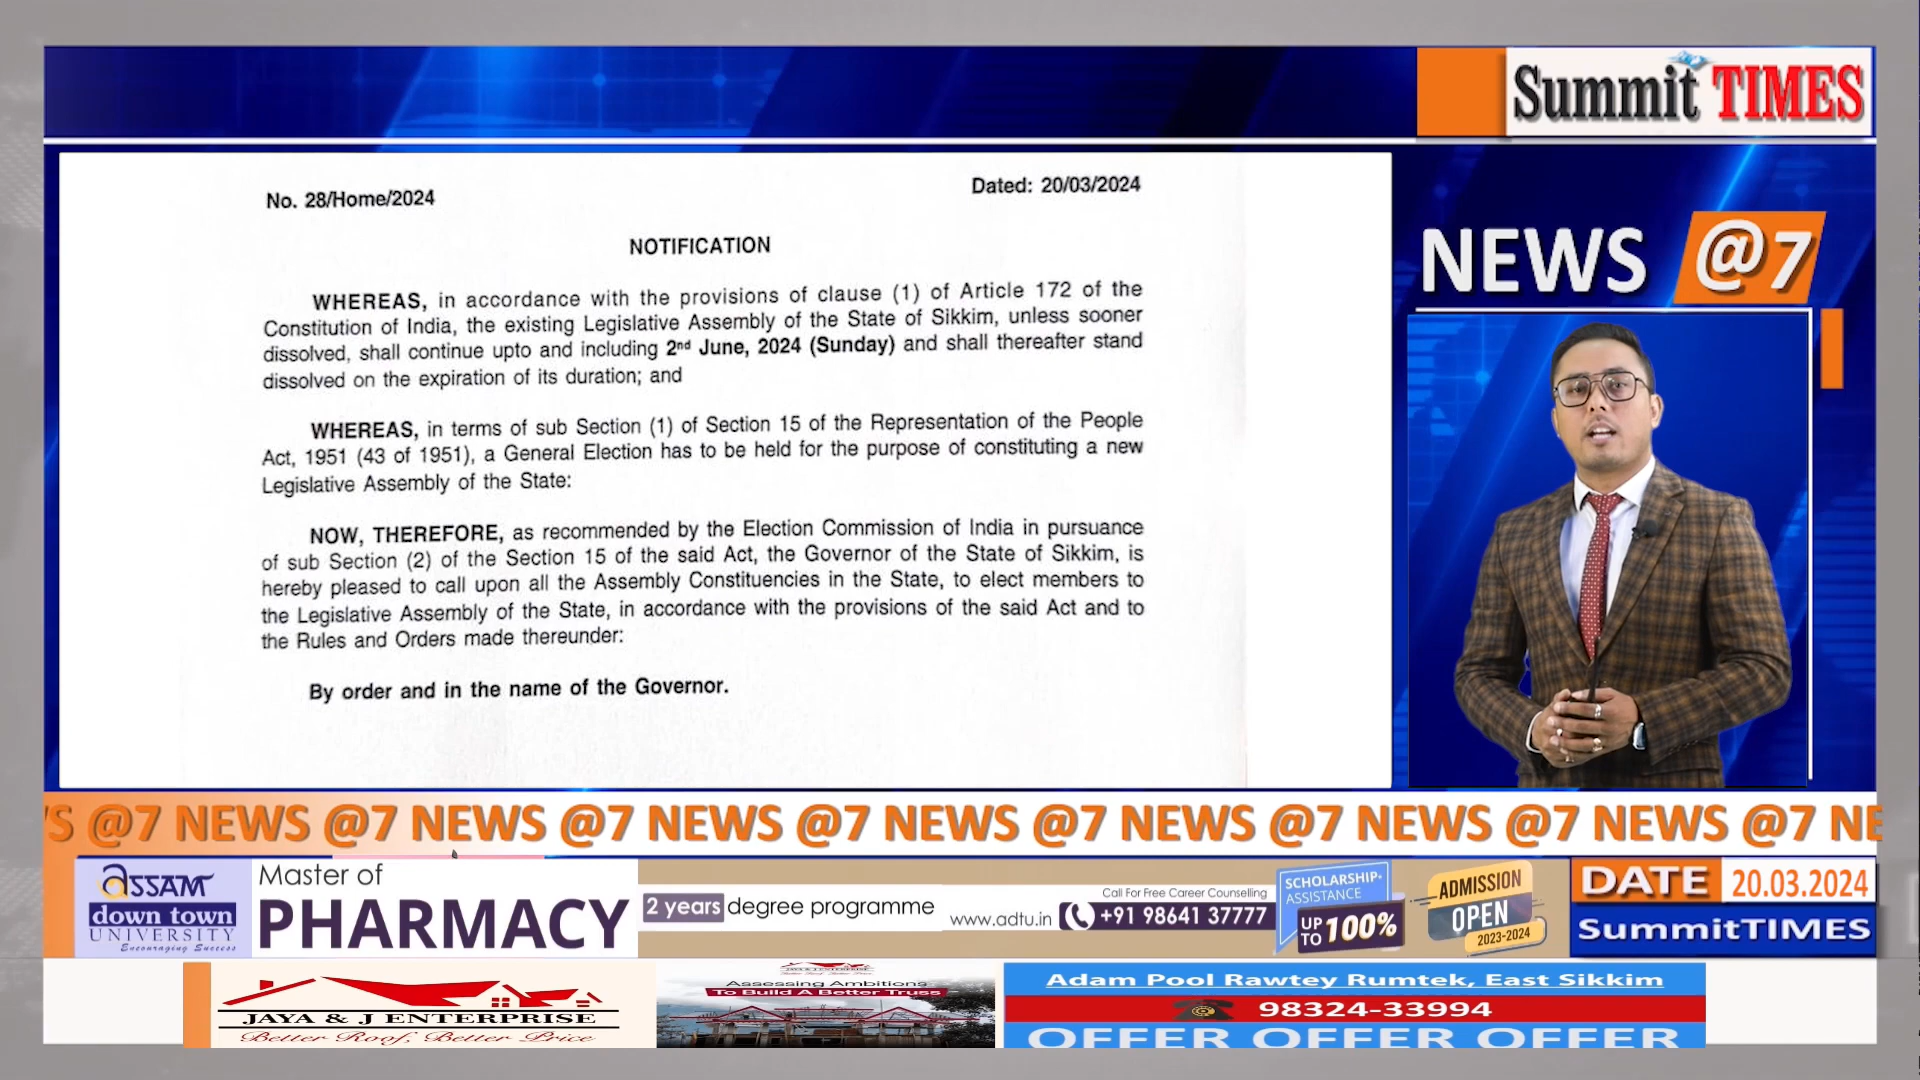 Summit TIMES
No. 28/Home/2024
Dated: 20/03/2024
NOTIFICATION
WHEREAS, in accordance with the provisions of clause (1) of Article 172 of the
Constitution of India, the existing Legislative Assembly of the State of Sikkim, unless sooner
dissolved, shall continue upto and including 2nd June, 2024 (Sunday) and shall thereafter stand
dissolved on the expiration of its duration; and
WHEREAS, in terms of sub Section (1) of Section 15 of the Representation of the People
Act, 1951 (43 of 1951), a General Election has to be held for the purpose of constituting a new
Legislative Assembly of the State:
NOW, THEREFORE, as recommended by the Election Commission of India in pursuance
of sub Section (2) of the Section 15 of the said Act, the Governor of the State of Sikkim, is
hereby pleased to call upon all the Assembly Constituencies in the State, to elect members to
the Legislative Assembly of the State, in accordance with the provisions of the said Act and to
the Rules and Orders made thereunder:
By order and in the name of the Governor.
NEWS @7
S @7 NEWS @7 NEWS @7 NEWS @7 NEWS @7 NEWS @7 NEWS @7 NEWS @7 NE
assam
down town
UNIVERSITY
Encouraging Success
Master of
PHARMACY
2 years degree programme
www.adtu.in
Call For Free Career Counselling
+91 98641 37777
SCHOLARSHIP+
ASSISTANCE
UP TO 100%
ADMISSION
OPEN
2023-2024
DATE 20.03.2024
SummitTIMES
JAYA & J ENTERPRISE
Better Roof, Better Price
JAYA & J ENTERPRISE
Assessing Ambitions
To Build A Better Truss
Adam Pool Rawtey Rumtek, East Sikkim
98324-33994
OFFER OFFER OFFER